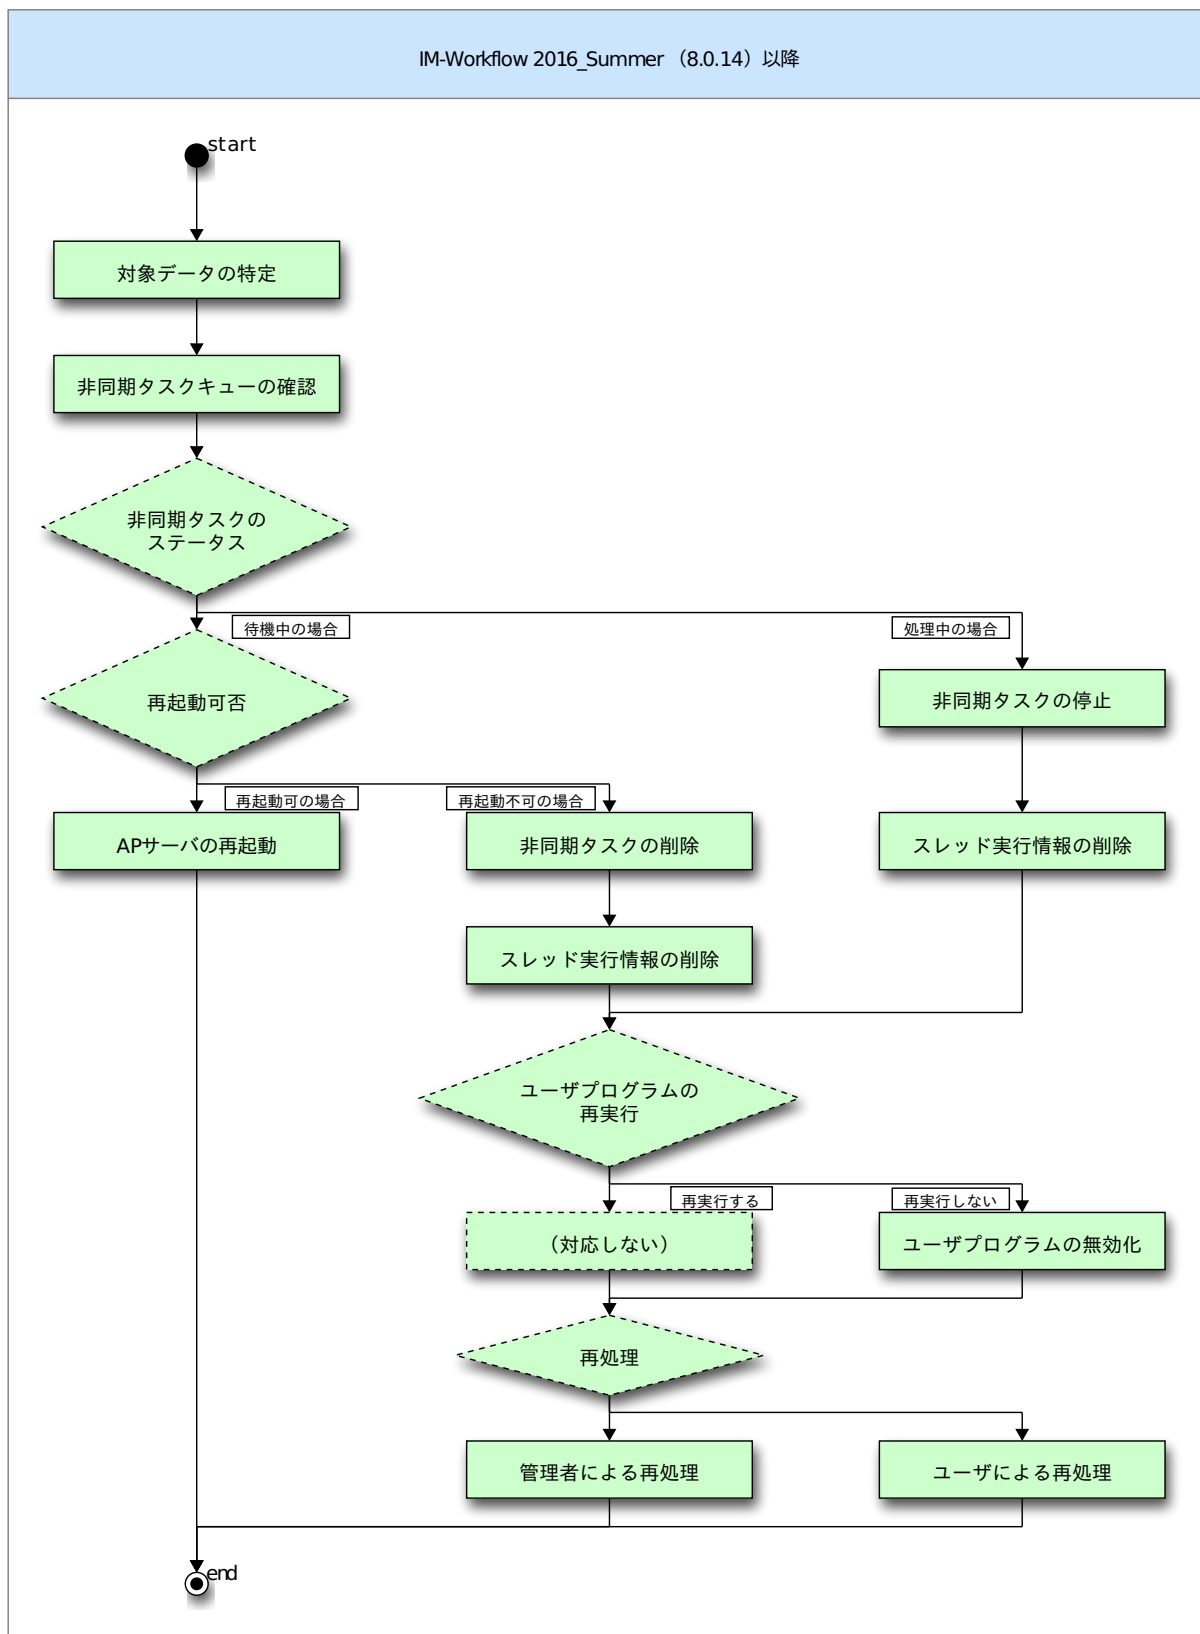 IM-Workflow 2016_Summer （8.0.14）以降
start
対象データの特定
非同期タスクキューの確認
非同期タスクの
ステータス
待機中の場合
処理中の場合
再起動可否
非同期タスクの停止
再起動可の場合
再起動不可の場合
APサーバの再起動
非同期タスクの削除
スレッド実行情報の削除
スレッド実行情報の削除
ユーザプログラムの
再実行
再実行する
再実行しない
（対応しない）
ユーザプログラムの無効化
再処理
管理者による再処理
ユーザによる再処理
end